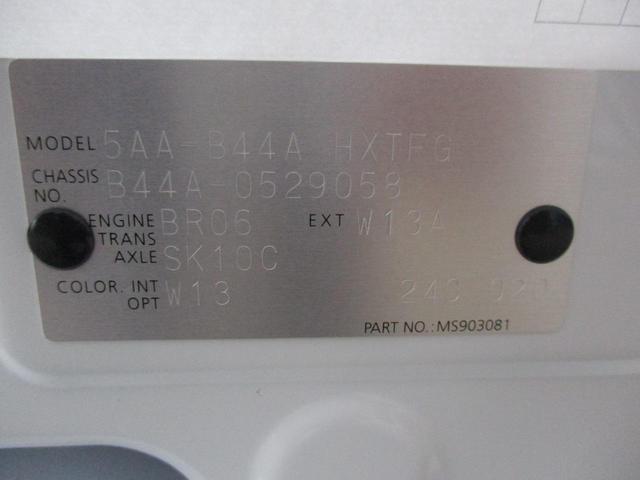 MODEL 5AA-B44A HXTFG
CHASSIS NO. B44A-0529058
ENGINE BR06 EXT W13A
TRANS AXLE SK10C
COLOR. INT OPT W13 24C
PART NO.:MS903081